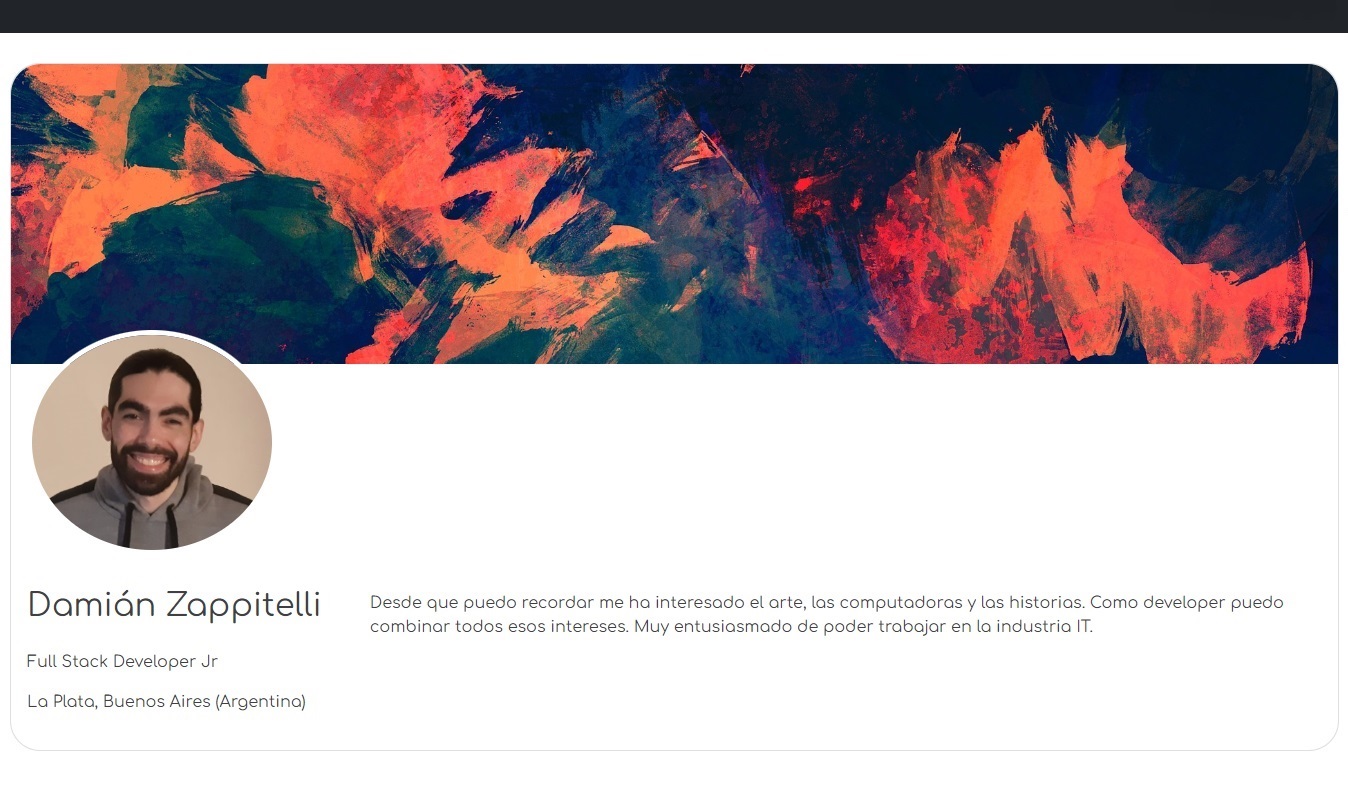 Damián Zappitelli
Full Stack Developer Jr
La Plata, Buenos Aires (Argentina)
Desde que puedo recordar me ha interesado el arte, las computadoras y las historias. Como developer puedo
combinar todos esos intereses. Muy entusiasmado de poder trabajar en la industria IT.